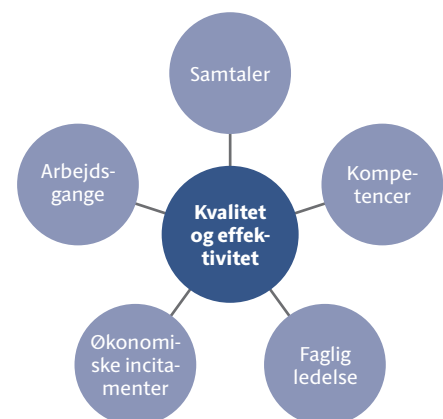 Samtaler
Arbejds-
gange
Kompe-
tencer
Kvalitet
og effek-
tivitet
Økonomi-
ske incita-
menter
Faglig
ledelse